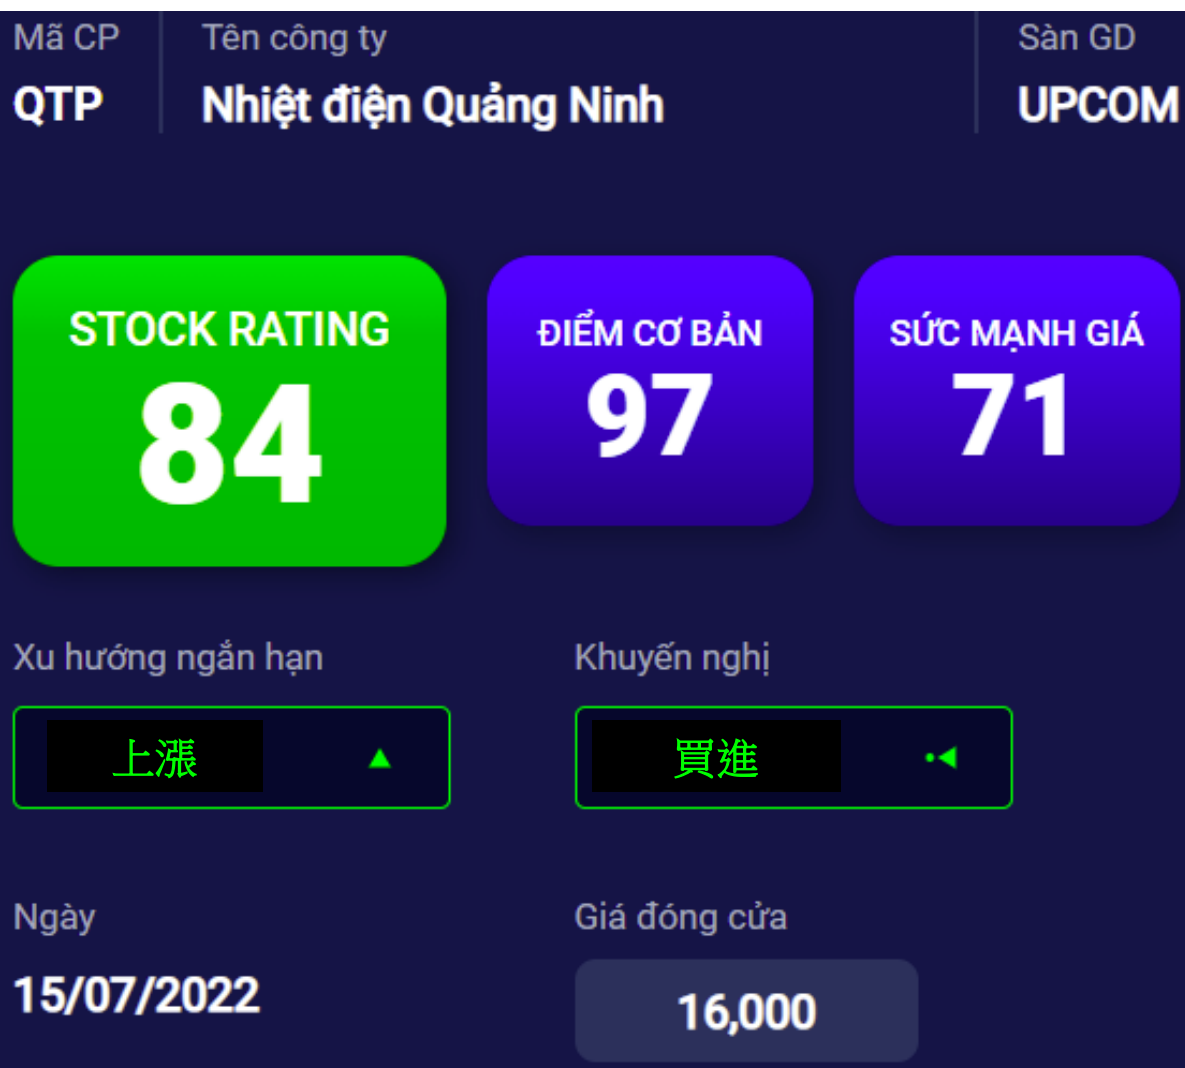 Mã CP
Tên công ty
Sàn GD
QTP
Nhiệt điện Quảng Ninh
UPCOM
STOCK RATING
84
ĐIỂM CƠ BẢN
97
SỨC MẠNH GIÁ
71
Xu hướng ngắn hạn
Khuyến nghị
上漲
買進
Ngày
Giá đóng cửa
15/07/2022
16,000